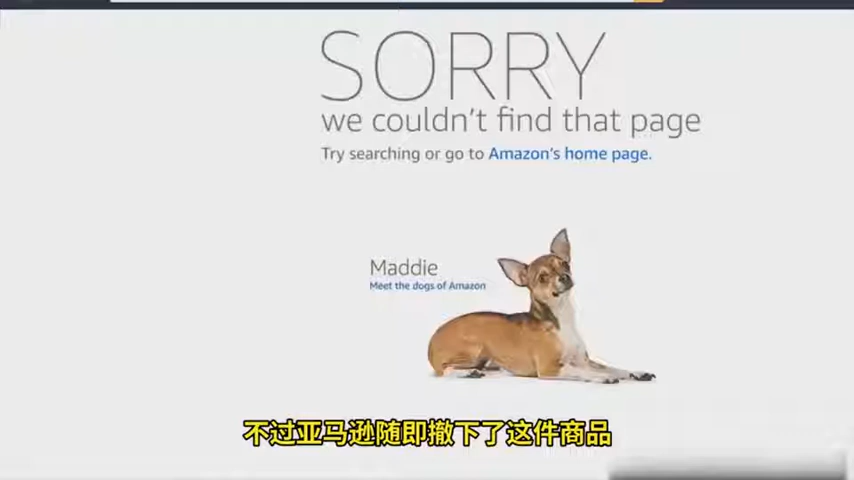 SORRY
we couldn't find that page
Try searching or go to Amazon's home page.
Maddie
Meet the dogs of Amazon
不过亚马逊随即撤下了这件商品